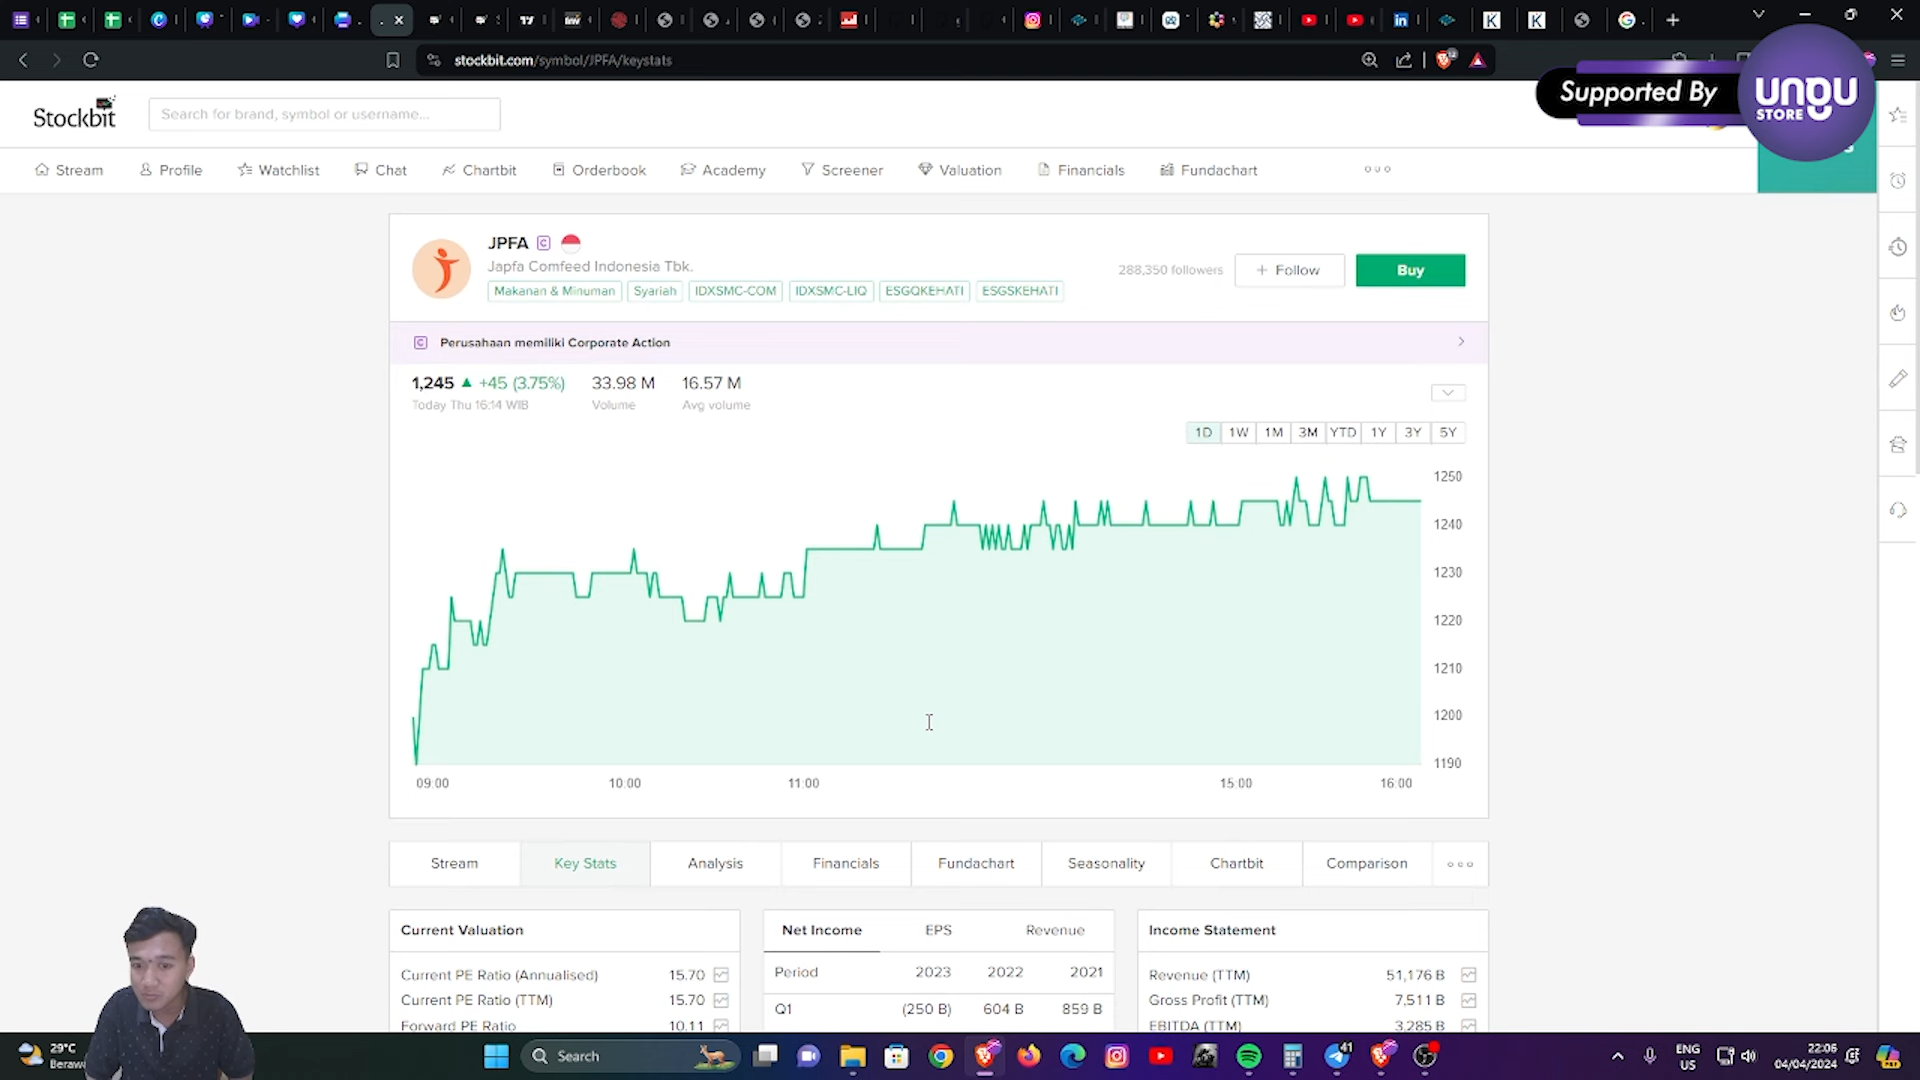 stockbit.com/symbol/JPFA/keystats
Supported By
UNGU
STORE
Stockbit
Search for brand, symbol or username...
Stream
Profile
Watchlist
Chat
Chartbit
Orderbook
Academy
Screener
Valuation
Financials
Fundachart
JPFA
Japfa Comfeed Indonesia Tbk.
Makanan & Minuman
Syariah
IDXSMC-COM
IDXSMC-LIQ
ESGQKEHATI
ESGSKEHATI
288,350 followers
+ Follow
Buy
Perusahaan memiliki Corporate Action
1,245 ▲ +45 (3.75%)
33.98 M
16.57 M
Today Thu 16:14 WIB
Volume
Avg volume
1D 1W 1M 3M YTD 1Y 3Y 5Y
1250
1240
1230
1220
1210
1200
1190
09:00 10:00 11:00 15:00 16:00
Stream
Key Stats
Analysis
Financials
Fundachart
Seasonality
Chartbit
Comparison
Current Valuation
Current PE Ratio (Annualised) 15.70
Current PE Ratio (TTM) 15.70
Forward PE Ratio 10.11
Net Income EPS Revenue
Period 2023 2022 2021
Q1 (250 B) 604 B 859 B
Income Statement
Revenue (TTM) 51,176 B
Gross Profit (TTM) 7,511 B
EBITDA (TTM) 3,285 B
29°C
Search
41
ENG
US
22:06
04/04/2024